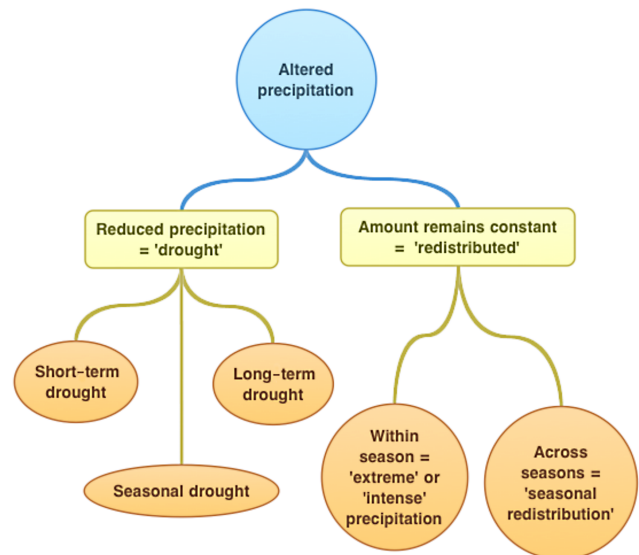 Altered
precipitation
Reduced precipitation
= 'drought'
Amount remains constant
= 'redistributed'
Short-term
drought
Long-term
drought
Seasonal drought
Within
season =
'extreme' or
'intense'
precipitation
Across
seasons =
'seasonal
redistribution'